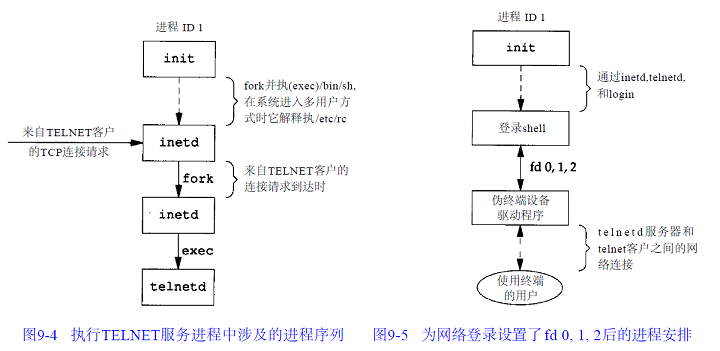 进程 ID 1
init
fork并执(exec)/bin/sh,
在系统进入多用户方
式时它解释执/etc/rc
来自TELNET客户
的TCP连接请求
inetd
fork
来自TELNET客户的
连接请求到达时
inetd
exec
telnetd
图9-4 执行TELNET服务进程中涉及的进程序列
进程 ID 1
init
通过inetd,telnetd,
和login
登录shell
fd 0, 1, 2
伪终端设备
驱动程序
telnetd服务器和
telnet客户之间的网
络连接
使用终端
的用户
图9-5 为网络登录设置了fd 0, 1, 2后的进程安排